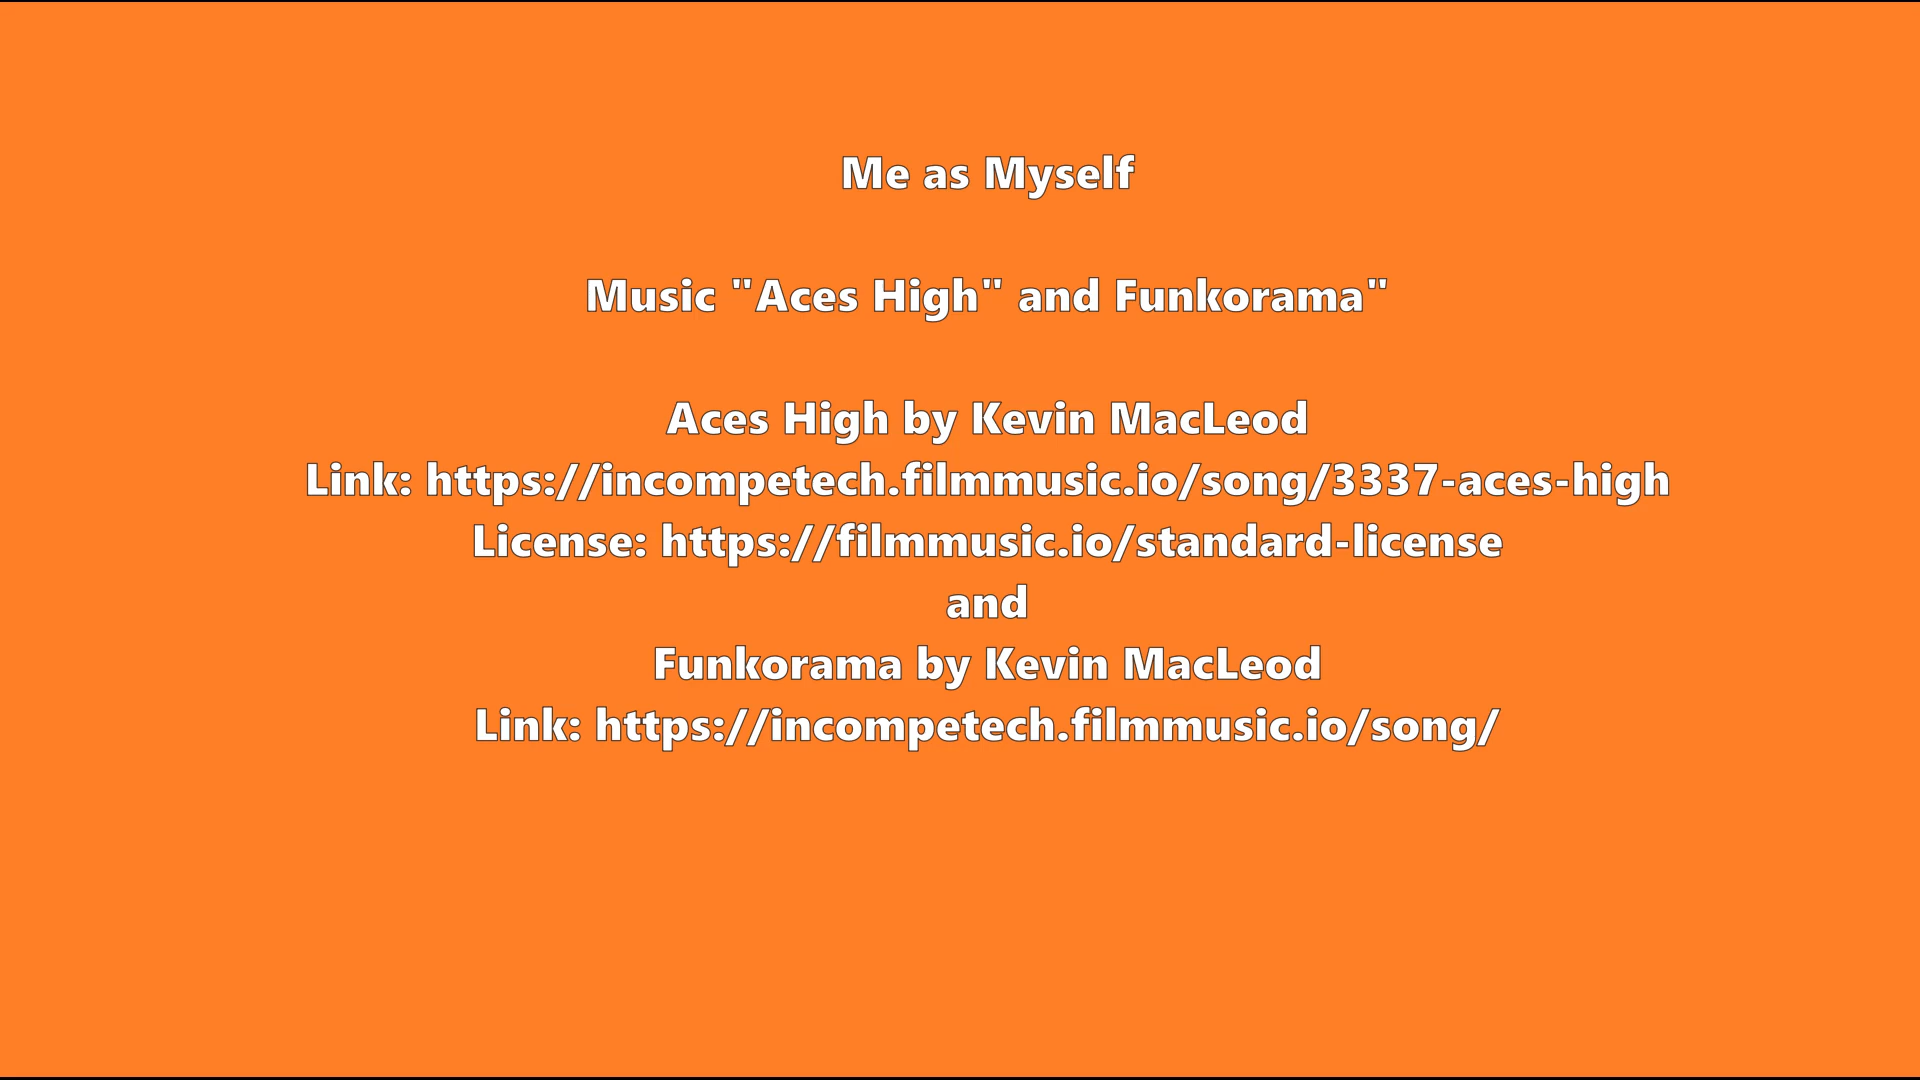 Me as Myself
Music "Aces High" and Funkorama"
Aces High by Kevin MacLeod
Link: https://incompetech.filmmusic.io/song/3337-aces-high
License: https://filmmusic.io/standard-license
and
Funkorama by Kevin MacLeod
Link: https://incompetech.filmmusic.io/song/